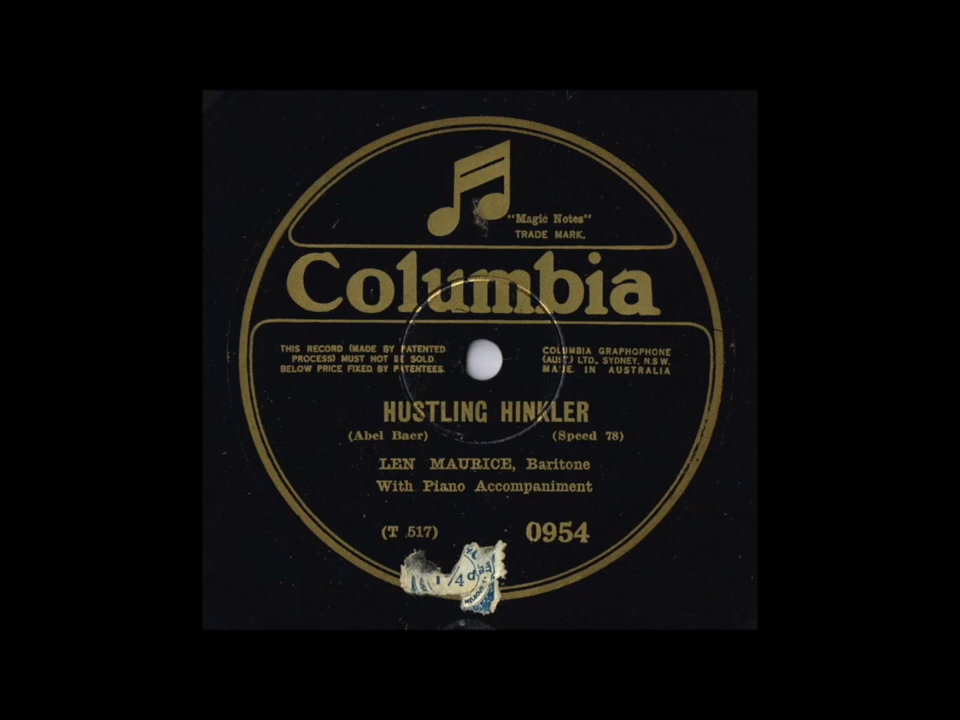 "Magic Notes"
TRADE MARK.
Columbia
THIS RECORD (MADE BY PATENTED
PROCESS) MUST NOT BE SOLD
BELOW PRICE FIXED BY PATENTEES.
COLUMBIA GRAPHOPHONE
(AUST.) LTD., SYDNEY, N.S.W.
MADE IN AUSTRALIA
HUSTLING HINKLER
(Abel Baer) (Speed 78)
LEN MAURICE, Baritone
With Piano Accompaniment
(T 517) 0954
1/4d